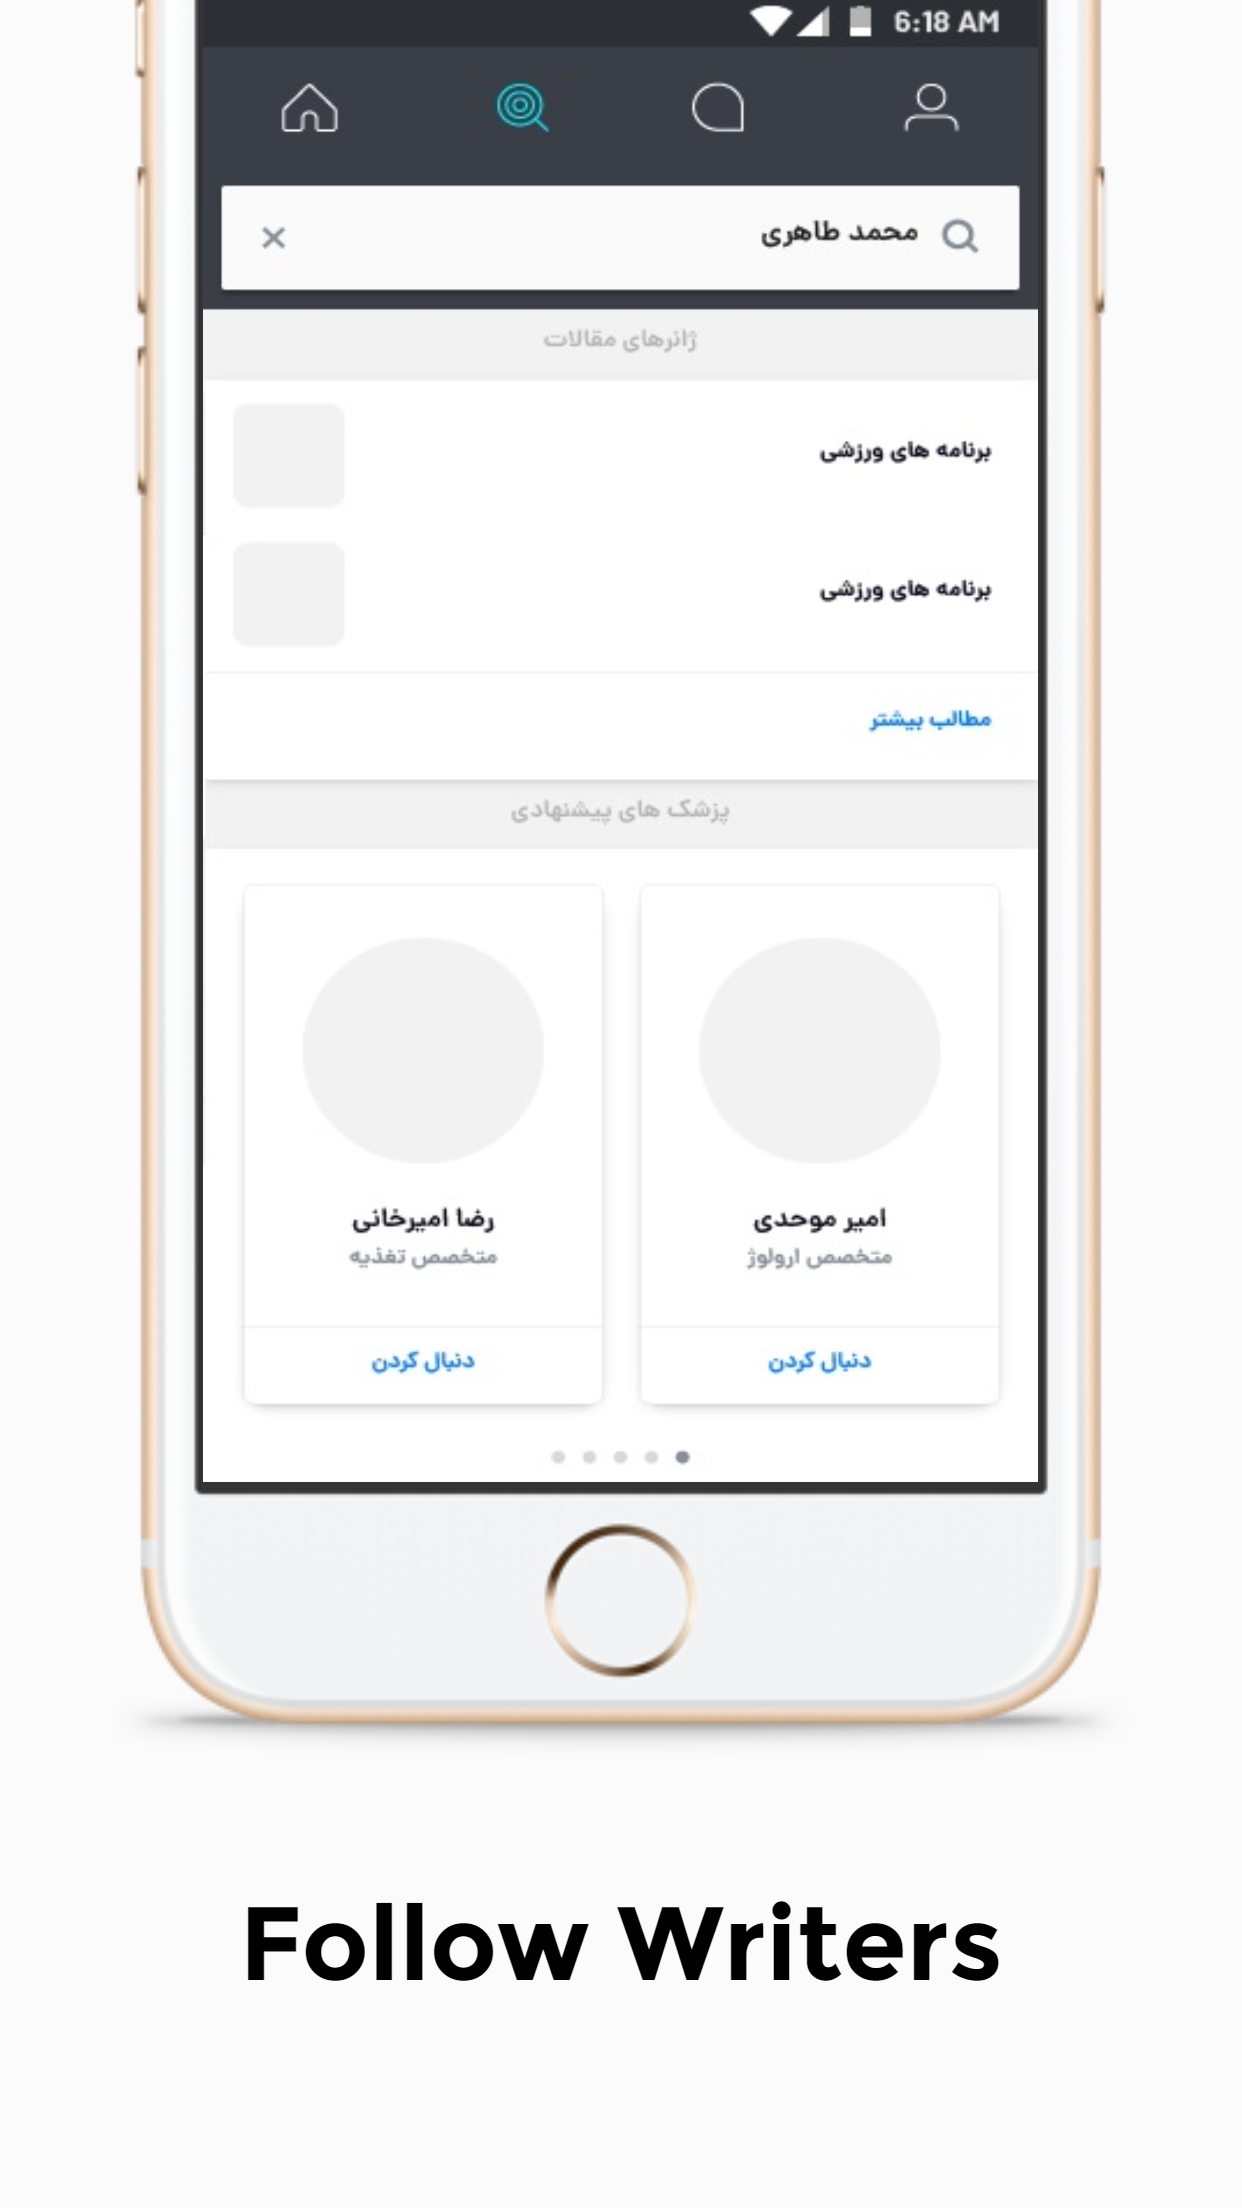 6:18 AM
محمد طاهری
ژانرهای مقالات
برنامه های ورزشی
برنامه های ورزشی
مطالب بیشتر
پزشک های پیشنهادی
امیر موحدی
متخصص ارولوژ
دنبال کردن
رضا امیرخانی
متخصص تغذیه
دنبال کردن
Follow Writers